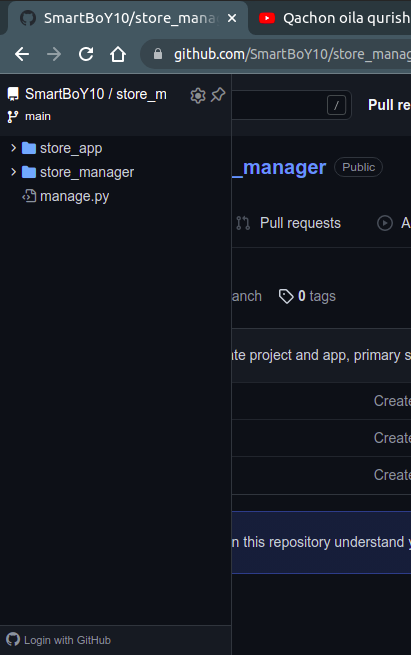 SmartBoY10/store_mana
Qachon oila qurish
github.com/SmartBoY10/store_manag
SmartBoY10 / store_m
main
/
Pull re
store_app
store_manager
manage.py
_manager
Public
Pull requests
A
anch
0 tags
te project and app, primary s
Create
Create
Create
n this repository understand y
Login with GitHub